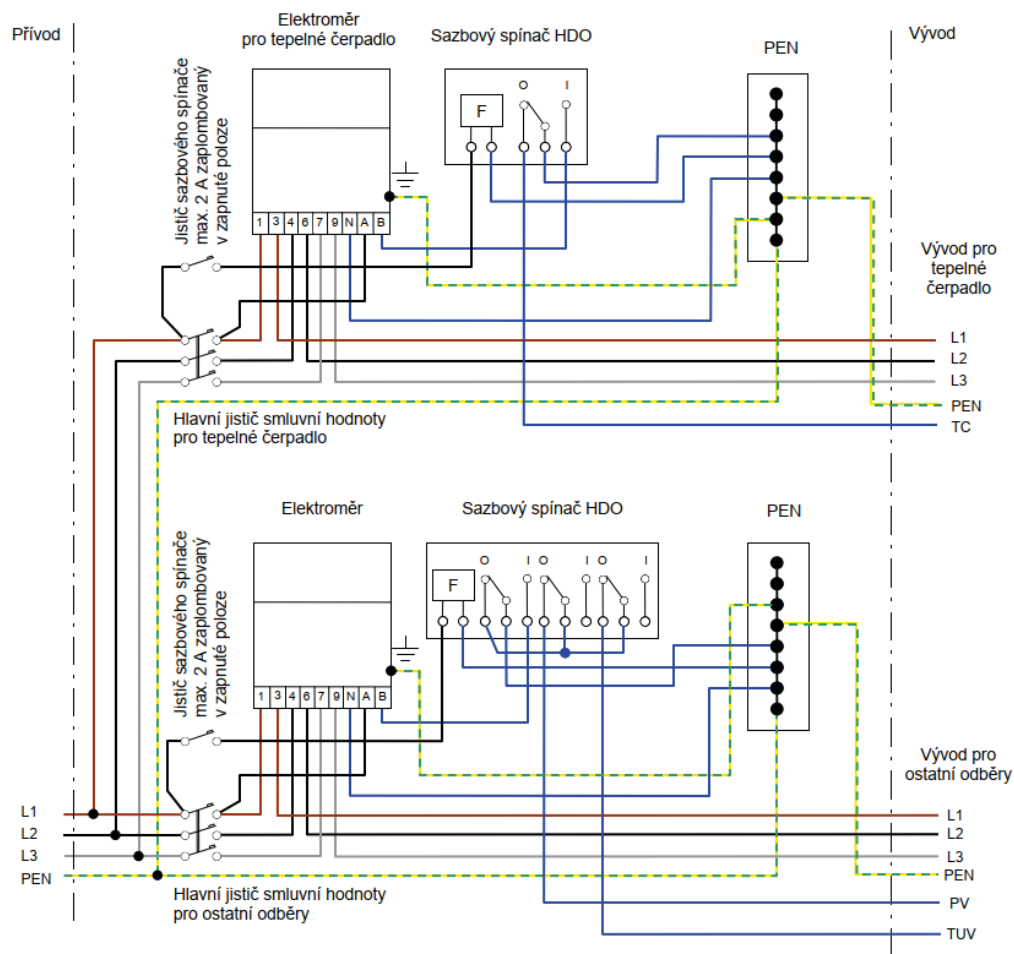 Přívod
Elektroměr
pro tepelné čerpadlo
Sazbový spínač HDO
PEN
Vývod
Jistič sazbového spínače
max. 2 A zaplombovaný
v zapnuté poloze
F
O
I
1 3 4 6 7 9 N A B
Vývod pro
tepelné
čerpadlo
L1
L2
L3
PEN
TC
Hlavní jistič smluvní hodnoty
pro tepelné čerpadlo
Elektroměr
Sazbový spínač HDO
PEN
Jistič sazbového spínače
max. 2 A zaplombovaný
v zapnuté poloze
F
O I O I O I
1 3 4 6 7 9 N A B
Vývod pro
ostatní odběry
L1
L2
L3
PEN
L1
L2
L3
PEN
PV
TUV
Hlavní jistič smluvní hodnoty
pro ostatní odběry